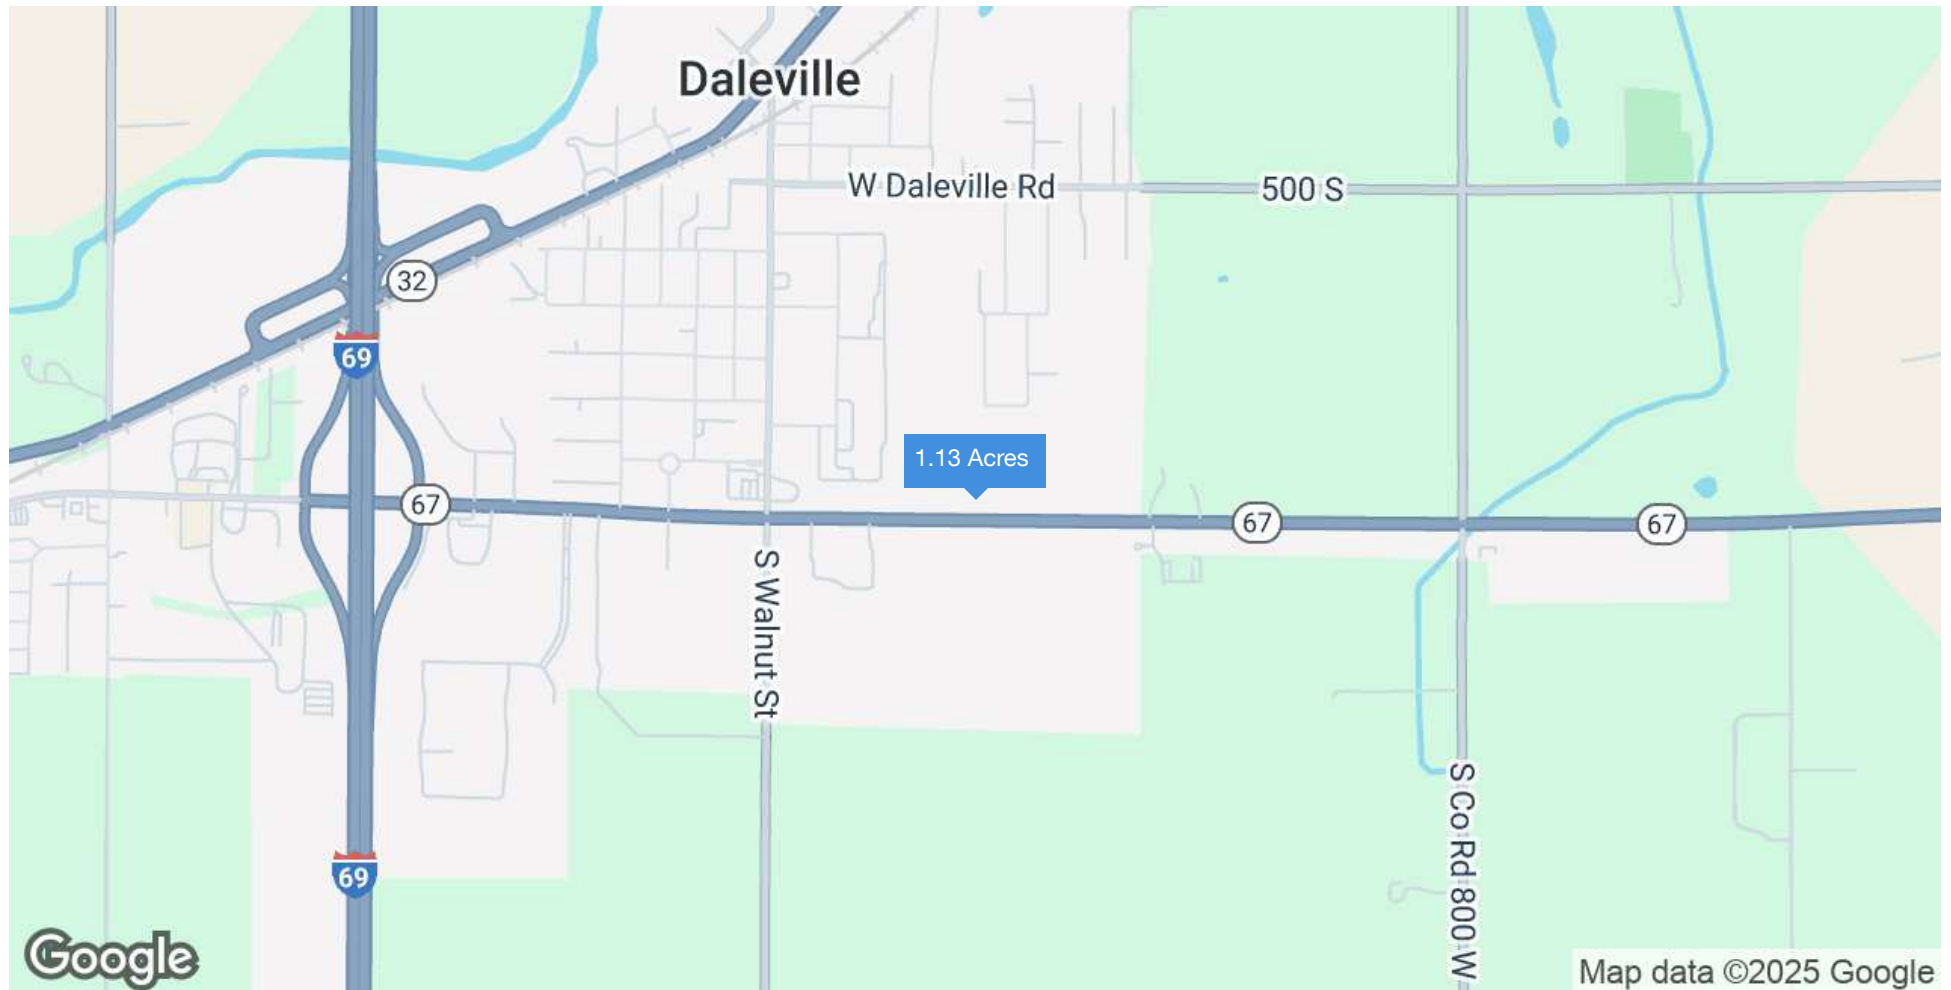 Daleville
W Daleville Rd
500 S
32
69
1.13 Acres
67
67
67
S Walnut St
S Co Rd 800 W
69
Google
Map data ©2025 Google